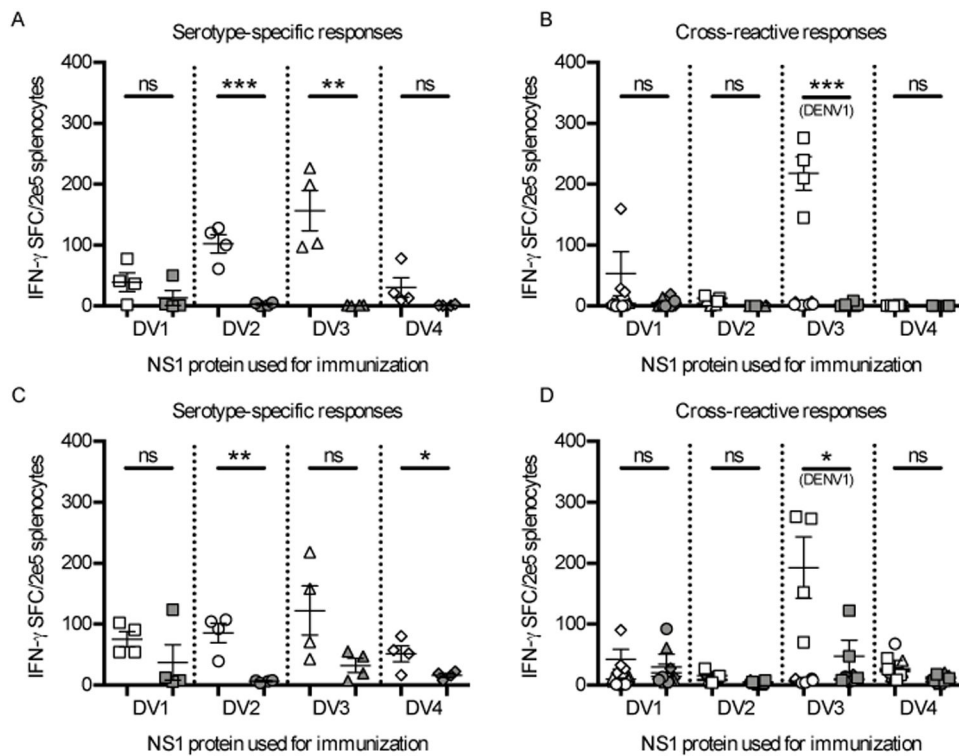 A
Serotype-specific responses
400
300
200
100
0
IFN-γ SFC/2e5 splenocytes
ns
***
**
ns
DV1 DV2 DV3 DV4
NS1 protein used for immunization
B
Cross-reactive responses
400
300
200
100
0
IFN-γ SFC/2e5 splenocytes
ns
ns
***
(DENV1)
ns
DV1 DV2 DV3 DV4
NS1 protein used for immunization
C
Serotype-specific responses
400
300
200
100
0
IFN-γ SFC/2e5 splenocytes
ns
**
ns
*
DV1 DV2 DV3 DV4
NS1 protein used for immunization
D
Cross-reactive responses
400
300
200
100
0
IFN-γ SFC/2e5 splenocytes
ns
ns
*
(DENV1)
ns
DV1 DV2 DV3 DV4
NS1 protein used for immunization